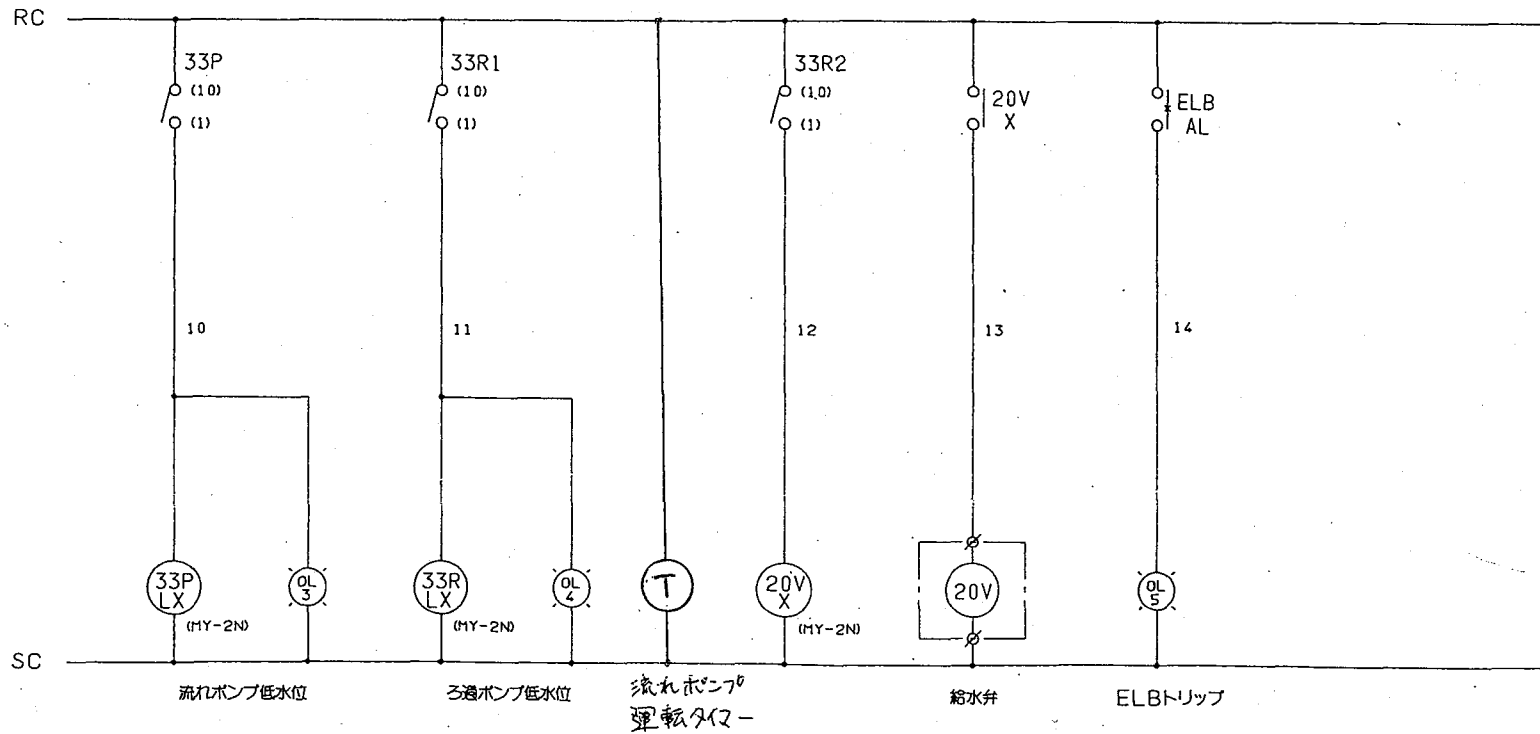 RC
33P
(10)
(1)
33R1
(10)
(1)
33R2
(10)
(1)
20V
X
ELB
AL
10
11
12
13
14
33P
LX
(MY-2N)
OL
3
33R
LX
(MY-2N)
OL
4
T
20V
X
(MY-2N)
20V
OL
5
SC
流れポンプ低水位
ろ過ポンプ低水位
流れポンプ
運転タイマー
給水弁
ELBトリップ